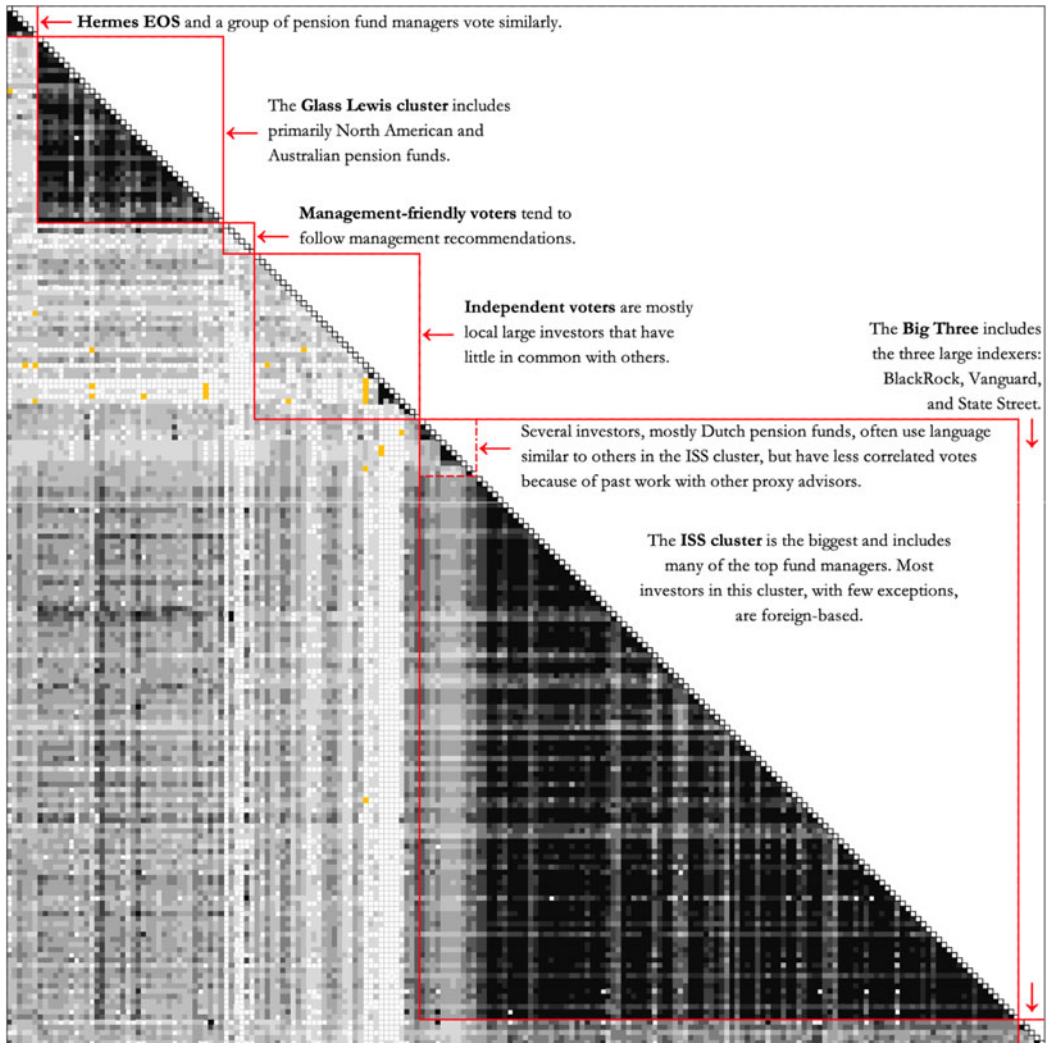 Hermes EOS and a group of pension fund managers vote similarly.
The Glass Lewis cluster includes
primarily North American and
Australian pension funds.
Management-friendly voters tend to
follow management recommendations.
Independent voters are mostly
local large investors that have
little in common with others.
The Big Three includes
the three large indexers:
BlackRock, Vanguard,
and State Street.
Several investors, mostly Dutch pension funds, often use language
similar to others in the ISS cluster, but have less correlated votes
because of past work with other proxy advisors.
The ISS cluster is the biggest and includes
many of the top fund managers. Most
investors in this cluster, with few exceptions,
are foreign-based.